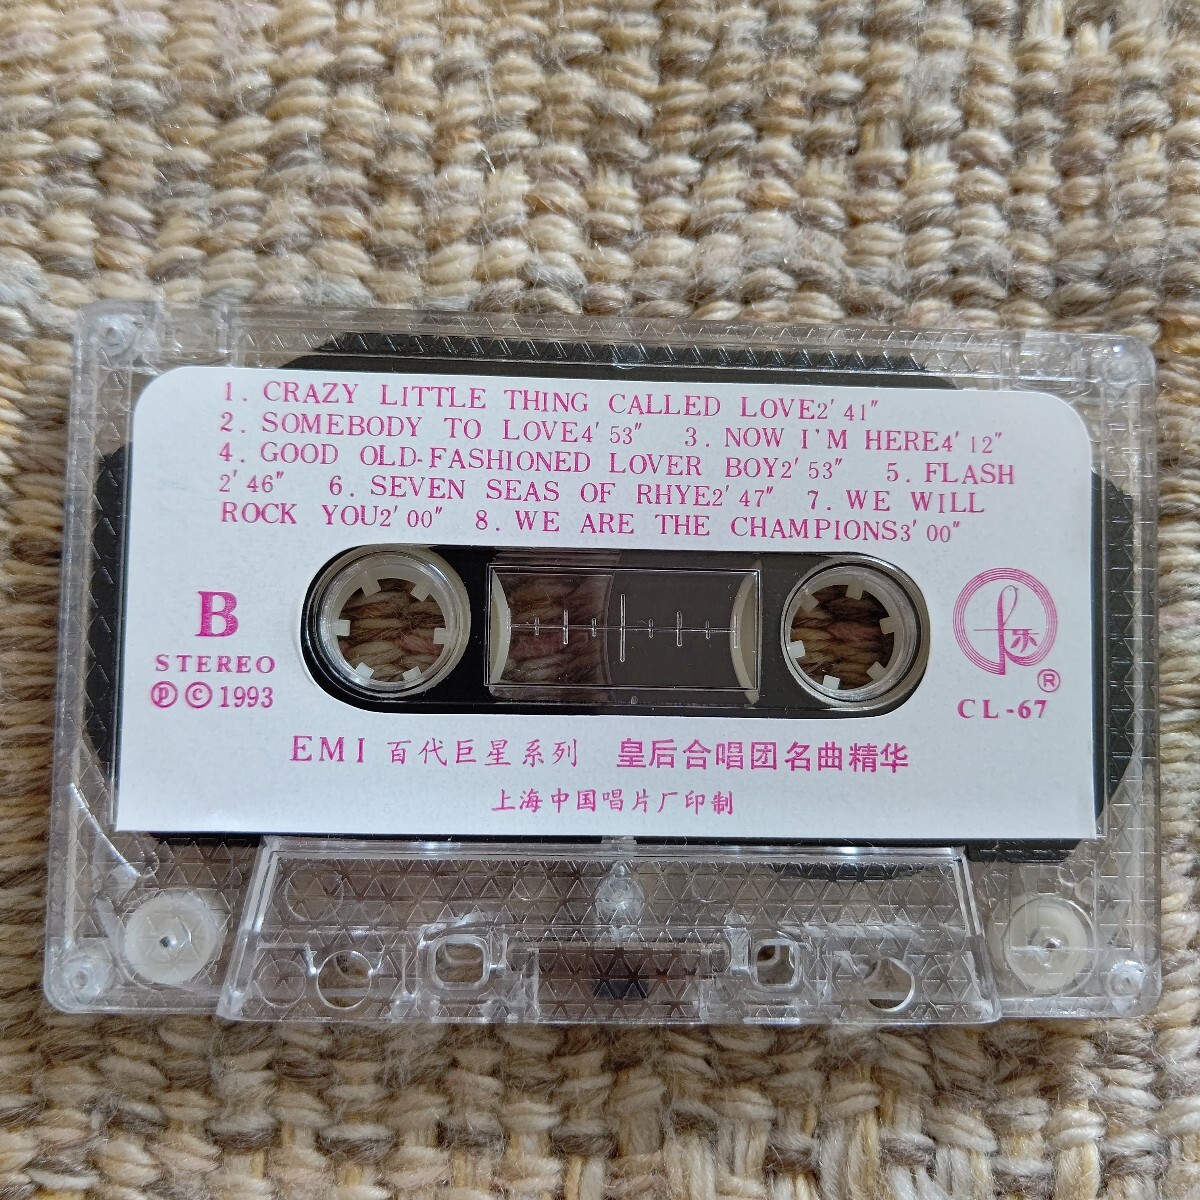 1. CRAZY LITTLE THING CALLED LOVE2′41″
2. SOMEBODY TO LOVE4′53″ 3. NOW I'M HERE4′12″
4. GOOD OLD-FASHIONED LOVER BOY2′53″ 5. FLASH
2′46″ 6. SEVEN SEAS OF RHYE2′47″ 7. WE WILL
ROCK YOU2′00″ 8. WE ARE THE CHAMPIONS3′00″
B
STEREO
Ⓟ © 1993
®
CL-67
EMI 百代巨星系列 皇后合唱团名曲精华
上海中国唱片厂印制